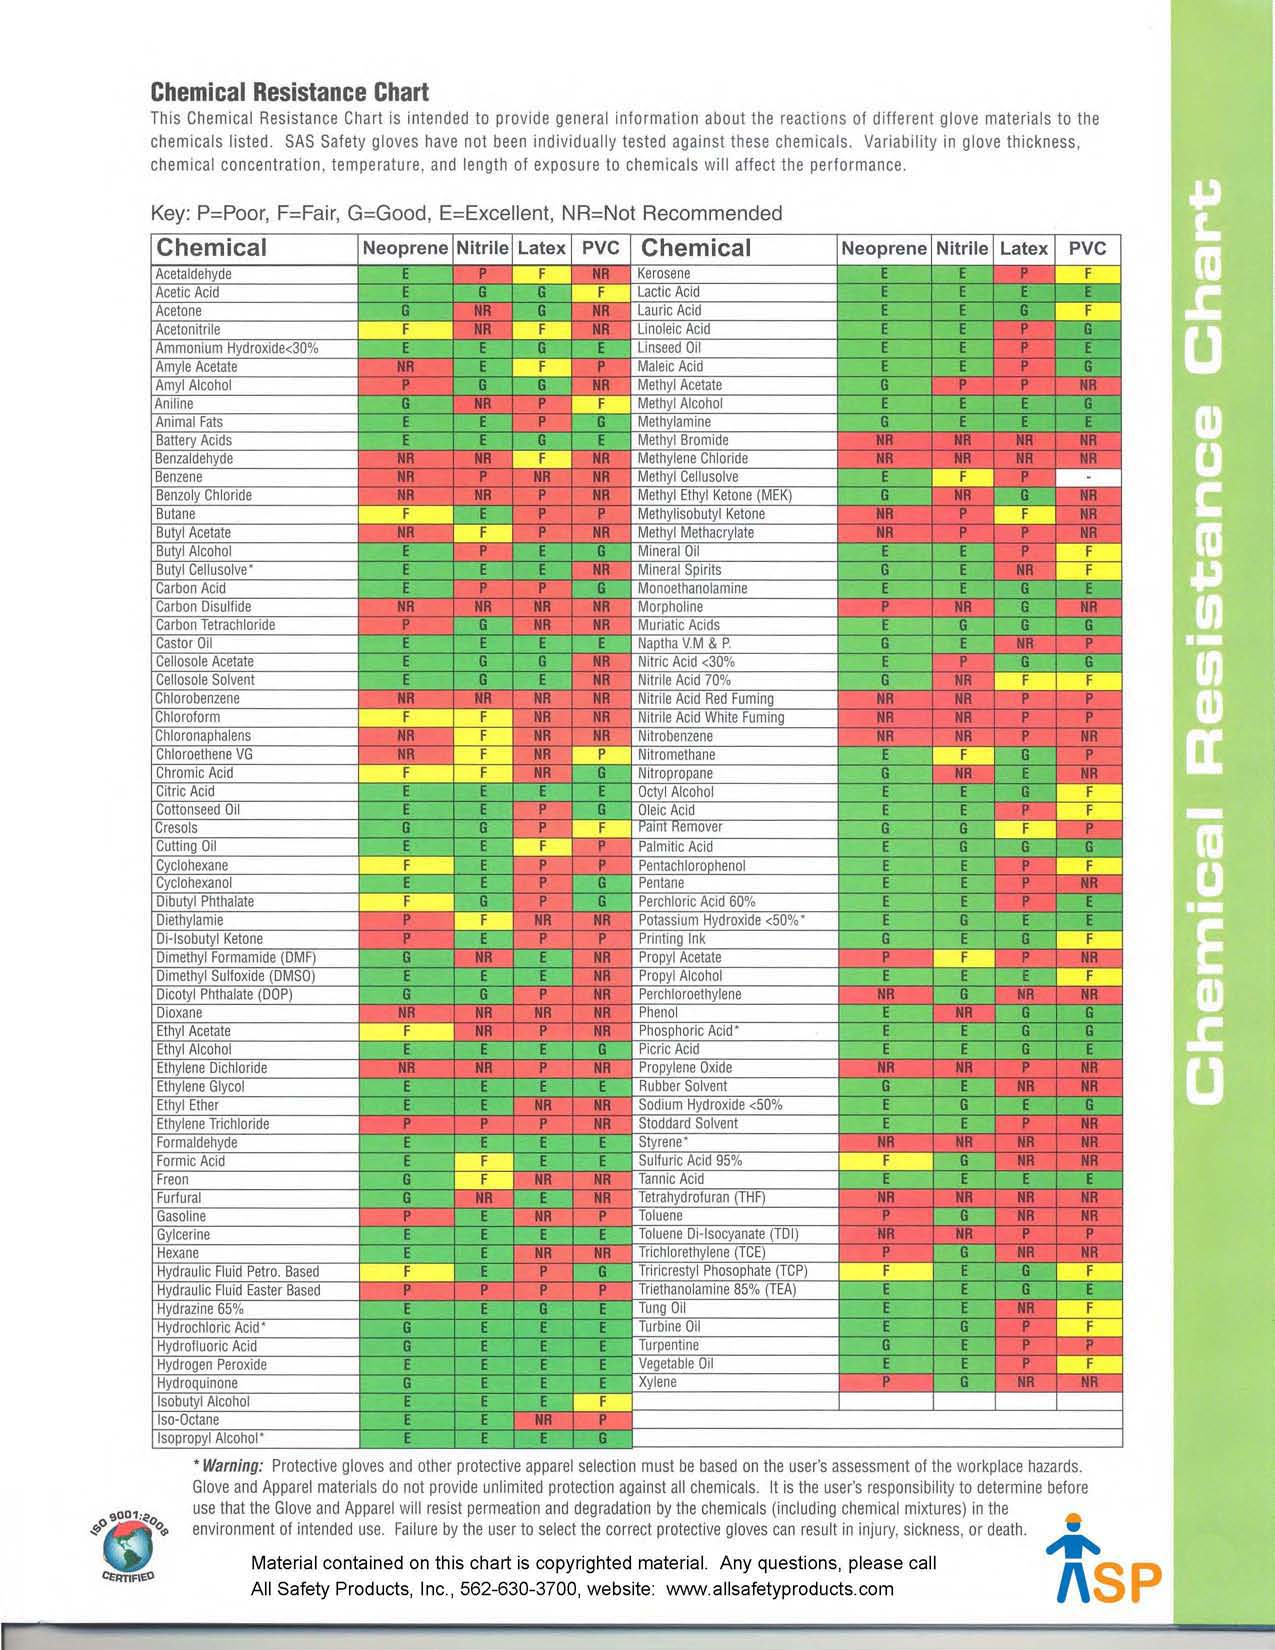 Chemical Resistance Chart
This Chemical Resistance Chart is intended to provide general information about the reactions of different glove materials to the
chemicals listed. SAS Safety gloves have not been individually tested against these chemicals. Variability in glove thickness,
chemical concentration, temperature, and length of exposure to chemicals will affect the performance.
Key: P=Poor, F=Fair, G=Good, E=Excellent, NR=Not Recommended
Chemical Neoprene Nitrile Latex PVC Chemical Neoprene Nitrile Latex PVC
Acetaldehyde E P F NR Kerosene E E P F
Acetic Acid E G G F Lactic Acid E E E E
Acetone G NR G NR Lauric Acid E E G F
Acetonitrile F NR F NR Linoleic Acid E E P G
Ammonium Hydroxide<30% E E G E Linseed Oil E E P E
Amyle Acetate NR E F P Maleic Acid E E P G
Amyl Alcohol P G G NR Methyl Acetate G P P NR
Aniline G NR P F Methyl Alcohol E E E G
Animal Fats E E P G Methylamine G E E E
Battery Acids E E G E Methyl Bromide NR NR NR NR
Benzaldehyde NR NR F NR Methylene Chloride NR NR NR NR
Benzene NR P NR NR Methyl Cellusolve E F P -
Benzoly Chloride NR NR P NR Methyl Ethyl Ketone (MEK) G NR G NR
Butane F E P P Methylisobutyl Ketone NR P F NR
Butyl Acetate NR F P NR Methyl Methacrylate NR P P NR
Butyl Alcohol E P E G Mineral Oil E E P F
Butyl Cellusolve* E E E NR Mineral Spirits G E NR F
Carbon Acid E P P G Monoethanolamine E E G E
Carbon Disulfide NR NR NR NR Morpholine P NR G NR
Carbon Tetrachloride P G NR NR Muriatic Acids E G G G
Castor Oil E E E E Naptha V.M & P. G E NR P
Cellosole Acetate E G G NR Nitric Acid <30% E P G G
Cellosole Solvent E G E NR Nitrile Acid 70% G NR F F
Chlorobenzene NR NR NR NR Nitrile Acid Red Fuming NR NR P P
Chloroform F F NR NR Nitrile Acid White Fuming NR NR P P
Chloronaphalens NR F NR NR Nitrobenzene NR NR P NR
Chloroethene VG NR F NR P Nitromethane E F G P
Chromic Acid F F NR G Nitropropane G NR E NR
Citric Acid E E E E Octyl Alcohol E E G F
Cottonseed Oil E E P G Oleic Acid E E P F
Cresols G G P F Paint Remover G G F P
Cutting Oil E E F P Palmitic Acid E G G G
Cyclohexane F E P P Pentachlorophenol E E P F
Cyclohexanol E E P G Pentane E E P NR
Dibutyl Phthalate F G P G Perchloric Acid 60% E E P E
Diethylamie P F NR NR Potassium Hydroxide <50%* E G E E
Di-Isobutyl Ketone P E P P Printing Ink G E G F
Dimethyl Formamide (DMF) G NR E NR Propyl Acetate P F P NR
Dimethyl Sulfoxide (DMSO) E E E NR Propyl Alcohol E E E F
Dicotyl Phthalate (DOP) G G P NR Perchloroethylene NR G NR NR
Dioxane NR NR NR NR Phenol E NR G G
Ethyl Acetate F NR P NR Phosphoric Acid* E E G G
Ethyl Alcohol E E E G Picric Acid E E G E
Ethylene Dichloride NR NR P NR Propylene Oxide NR NR P NR
Ethylene Glycol E E E E Rubber Solvent G E NR NR
Ethyl Ether E E NR NR Sodium Hydroxide <50% E G E G
Ethylene Trichloride P P P NR Stoddard Solvent E E P NR
Formaldehyde E E E E Styrene* NR NR NR NR
Formic Acid E F E E Sulfuric Acid 95% F G NR NR
Freon G F NR NR Tannic Acid E E E E
Furfural G NR E NR Tetrahydrofuran (THF) NR NR NR NR
Gasoline P E NR P Toluene P G NR NR
Gylcerine E E E E Toluene Di-Isocyanate (TDI) NR NR P P
Hexane E E NR NR Trichlorethylene (TCE) P G NR NR
Hydraulic Fluid Petro. Based F E P G Triricrestyl Phosophate (TCP) F E G F
Hydraulic Fluid Easter Based P P P P Triethanolamine 85% (TEA) E E G E
Hydrazine 65% E E G E Tung Oil E E NR F
Hydrochloric Acid* G E E E Turbine Oil E G P F
Hydrofluoric Acid G E E E Turpentine G E P P
Hydrogen Peroxide E E E E Vegetable Oil E E P F
Hydroquinone G E E E Xylene P G NR NR
Isobutyl Alcohol E E E F
Iso-Octane E E NR P
Isopropyl Alcohol* E E E G
* Warning: Protective gloves and other protective apparel selection must be based on the user's assessment of the workplace hazards.
Glove and Apparel materials do not provide unlimited protection against all chemicals. It is the user's responsibility to determine before
use that the Glove and Apparel will resist permeation and degradation by the chemicals (including chemical mixtures) in the
environment of intended use. Failure by the user to select the correct protective gloves can result in injury, sickness, or death.
ISO 9001:2008
CERTIFIED
Material contained on this chart is copyrighted material. Any questions, please call
All Safety Products, Inc., 562-630-3700, website: www.allsafetyproducts.com
ASP
Chemical Resistance Chart